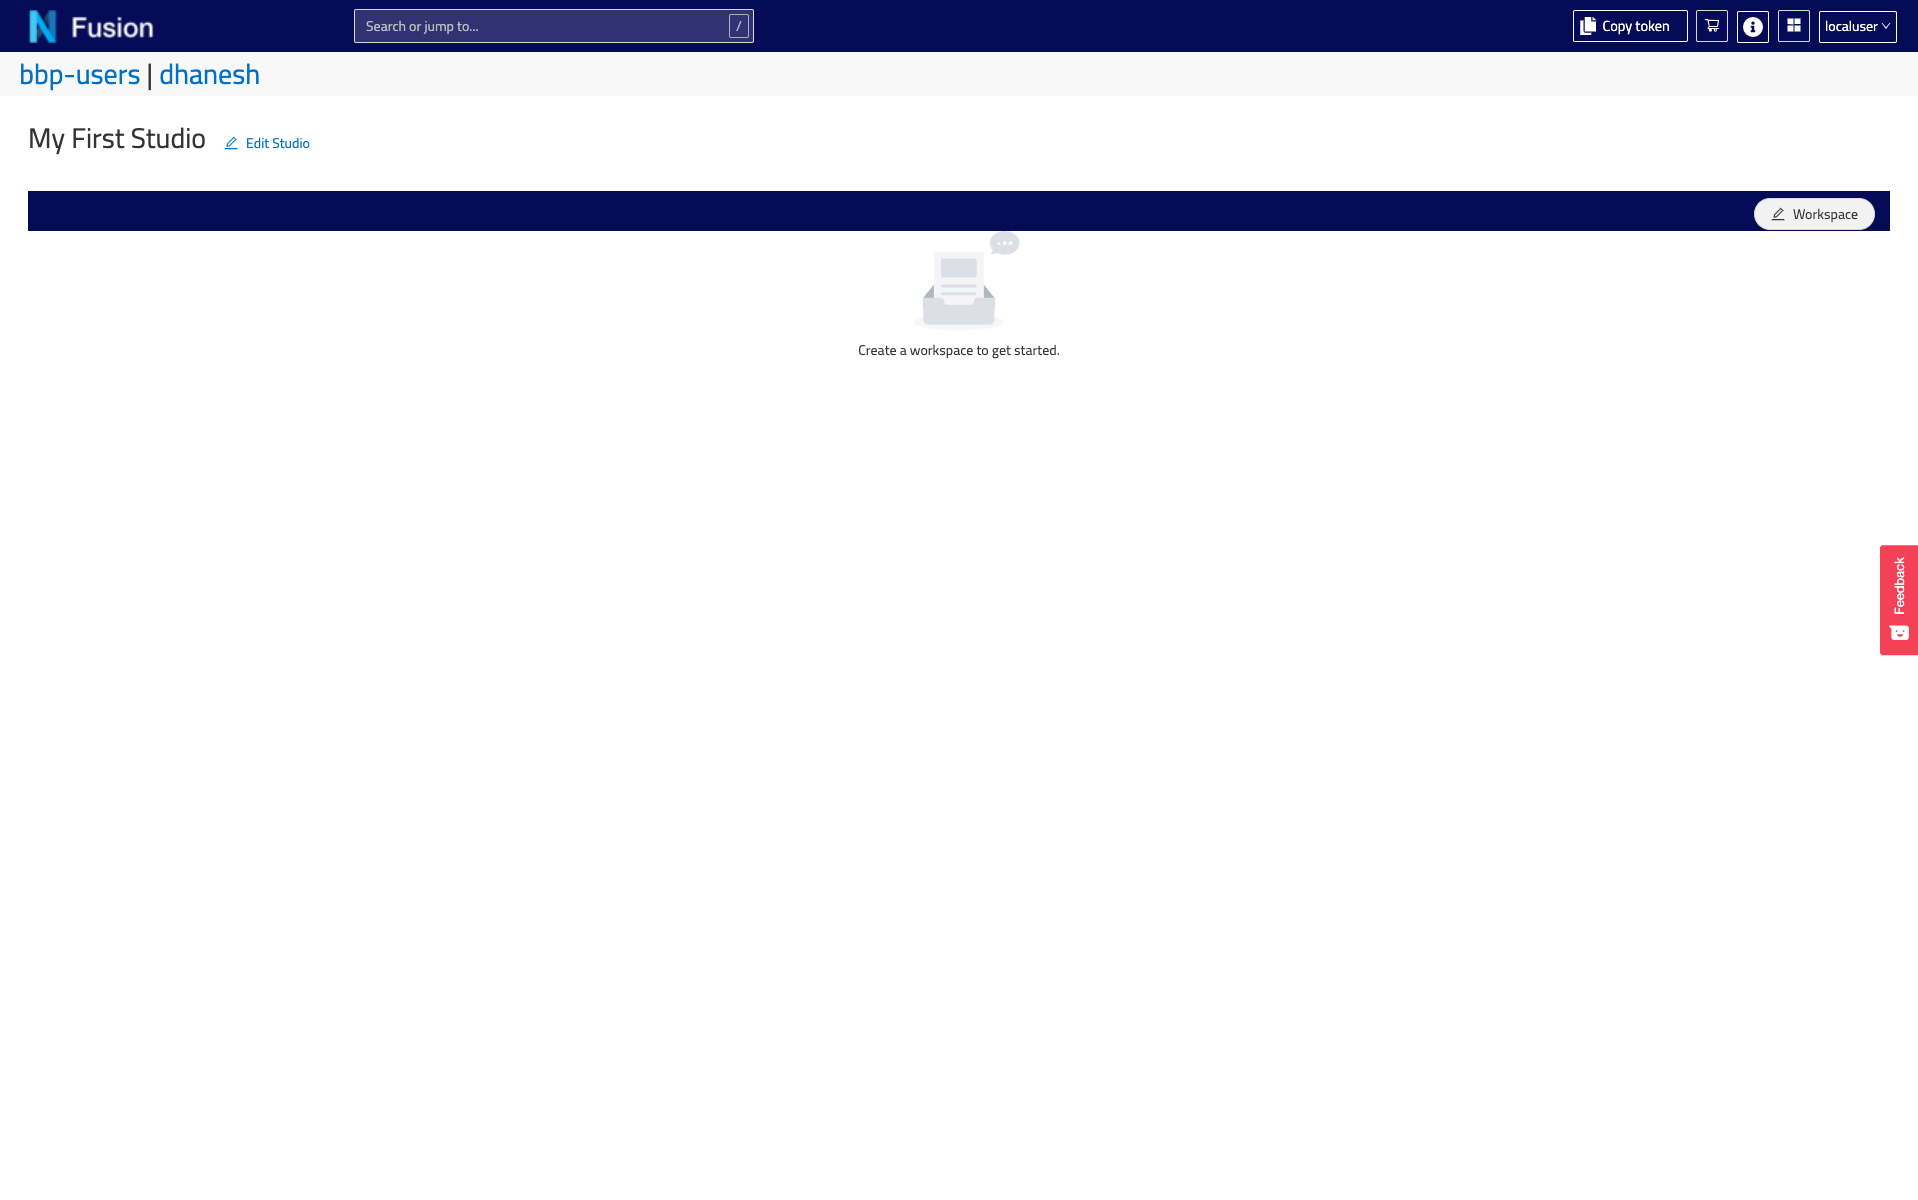 Fusion
Search or jump to...
/
Copy token
localuser
bbp-users | dhanesh
My First Studio
Edit Studio
Workspace
Create a workspace to get started.
Feedback